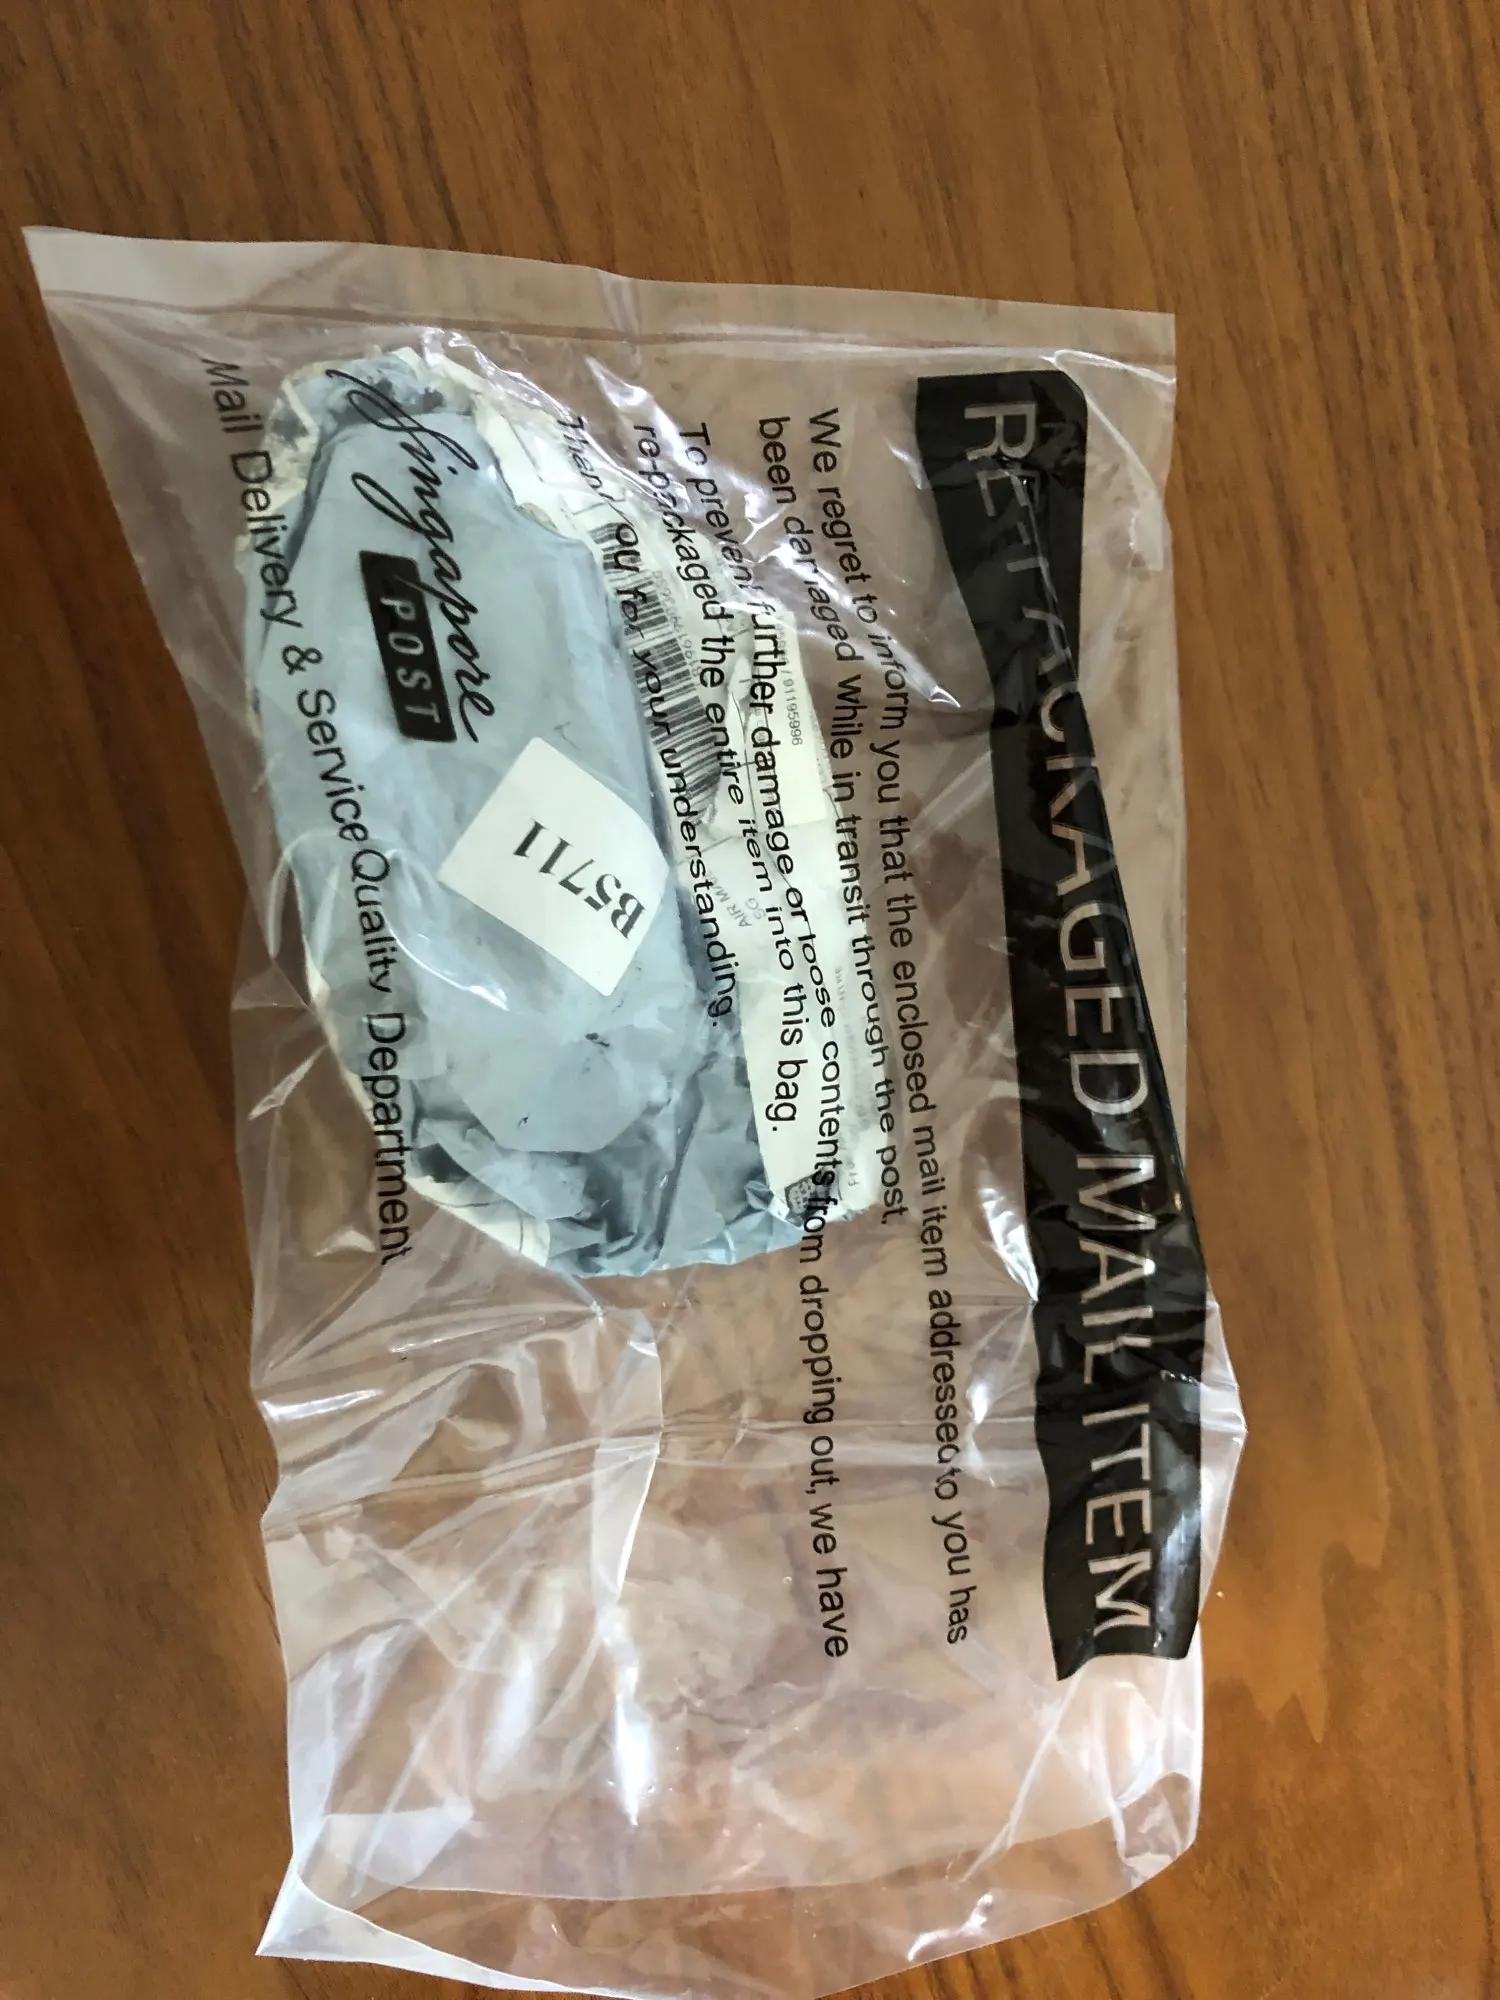 REPACKAGED MAIL ITEM
We regret to inform you that the enclosed mail item addressed to you has
been damaged while in transit through the post.
To prevent further damage or loose contents from dropping out, we have
re-packaged the entire item into this bag.
Thank you for your understanding.
Singapore
POST
Mail Delivery & Service Quality Department
B5711
/ 91195996
AIR
SG